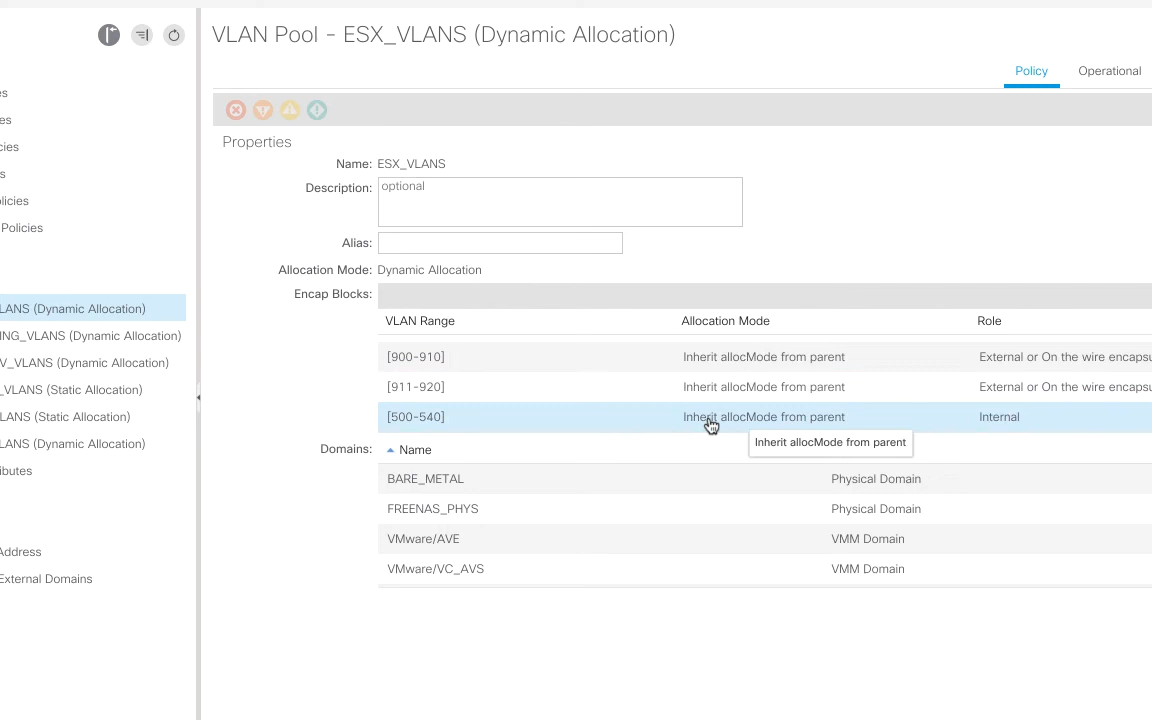 VLAN Pool - ESX_VLANS (Dynamic Allocation)
Policy
Operational
es
es
cies
s
olicies
Policies
LANS (Dynamic Allocation)
ING_VLANS (Dynamic Allocation)
V_VLANS (Dynamic Allocation)
_VLANS (Static Allocation)
LANS (Static Allocation)
LANS (Dynamic Allocation)
ibutes
Address
External Domains
Properties
Name: ESX_VLANS
Description: optional
Alias:
Allocation Mode: Dynamic Allocation
Encap Blocks:
VLAN Range Allocation Mode Role
[900-910] Inherit allocMode from parent External or On the wire encapsu
[911-920] Inherit allocMode from parent External or On the wire encapsu
[500-540] Inherit allocMode from parent Internal
Inherit allocMode from parent
Domains: Name
BARE_METAL Physical Domain
FREENAS_PHYS Physical Domain
VMware/AVE VMM Domain
VMware/VC_AVS VMM Domain